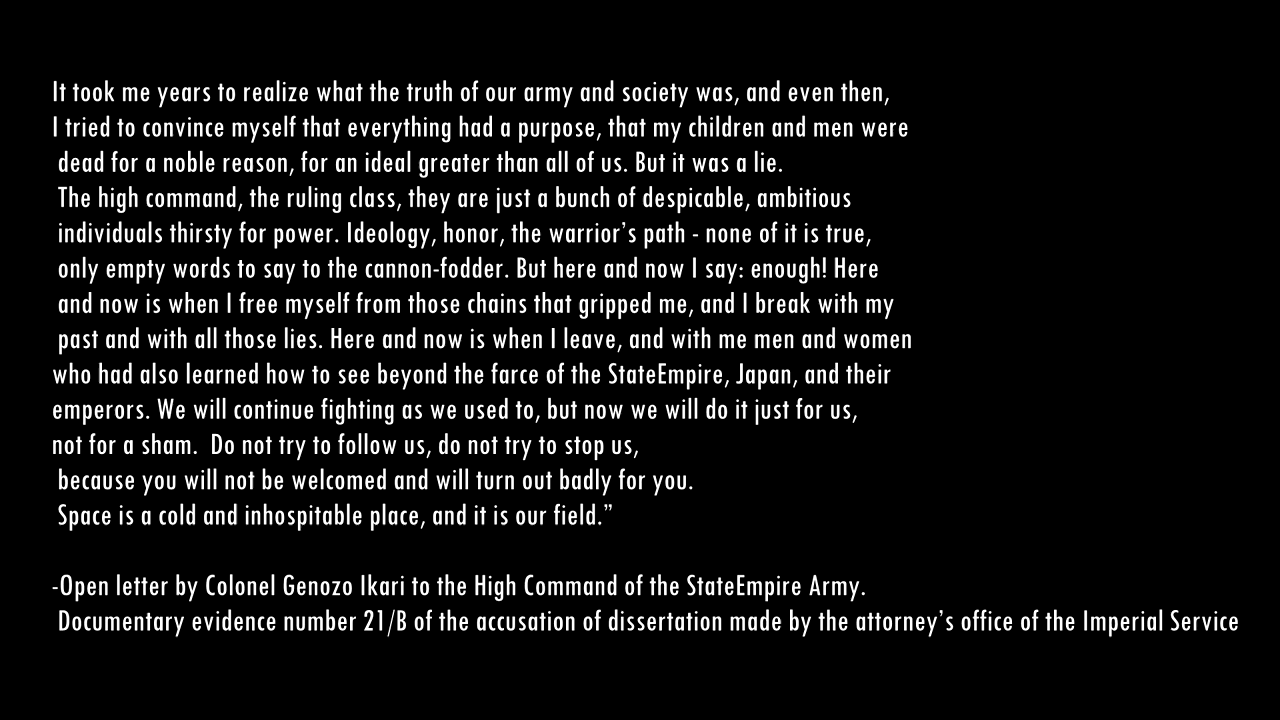 It took me years to realize what the truth of our army and society was, and even then,
I tried to convince myself that everything had a purpose, that my children and men were
dead for a noble reason, for an ideal greater than all of us. But it was a lie.
The high command, the ruling class, they are just a bunch of despicable, ambitious
individuals thirsty for power. Ideology, honor, the warrior’s path - none of it is true,
only empty words to say to the cannon-fodder. But here and now I say: enough! Here
and now is when I free myself from those chains that gripped me, and I break with my
past and with all those lies. Here and now is when I leave, and with me men and women
who had also learned how to see beyond the farce of the StateEmpire, Japan, and their
emperors. We will continue fighting as we used to, but now we will do it just for us,
not for a sham.  Do not try to follow us, do not try to stop us,
because you will not be welcomed and will turn out badly for you.
Space is a cold and inhospitable place, and it is our field.”
-Open letter by Colonel Genozo Ikari to the High Command of the StateEmpire Army.
Documentary evidence number 21/B of the accusation of dissertation made by the attorney’s office of the Imperial Service